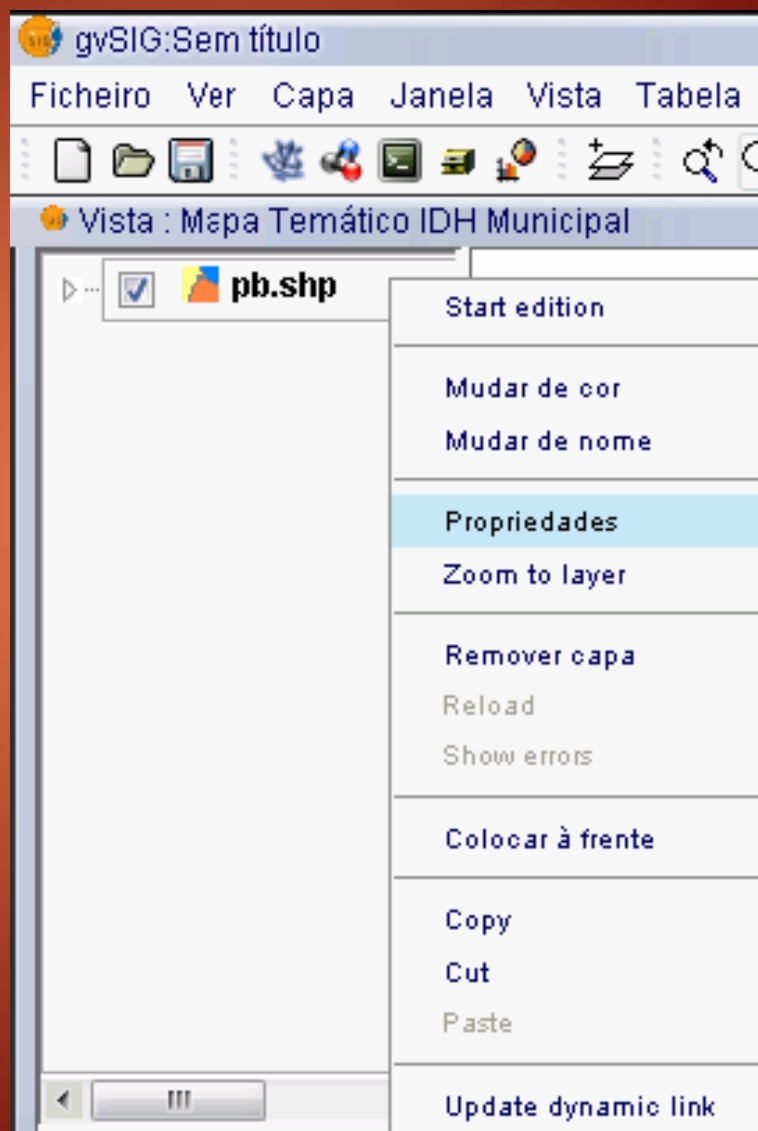 gvSIG:Sem título
Ficheiro Ver Capa Janela Vista Tabela
Vista : Mapa Temático IDH Municipal
pb.shp
Start edition
Mudar de cor
Mudar de nome
Propriedades
Zoom to layer
Remover capa
Reload
Show errors
Colocar à frente
Copy
Cut
Paste
Update dynamic link